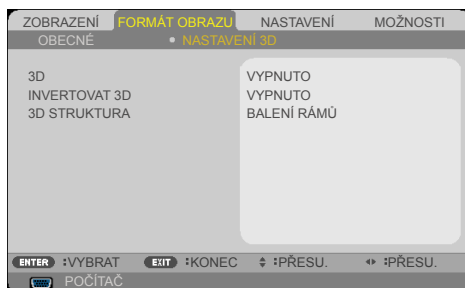 ZOBRAZENÍ FORMÁT OBRAZU NASTAVENÍ MOŽNOSTI
OBECNÉ • NASTAVENÍ 3D
3D VYPNUTO
INVERTOVAT 3D VYPNUTO
3D STRUKTURA BALENÍ RÁMŮ
ENTER :VYBRAT EXIT :KONEC :PŘESU. :PŘESU.
POČÍTAČ